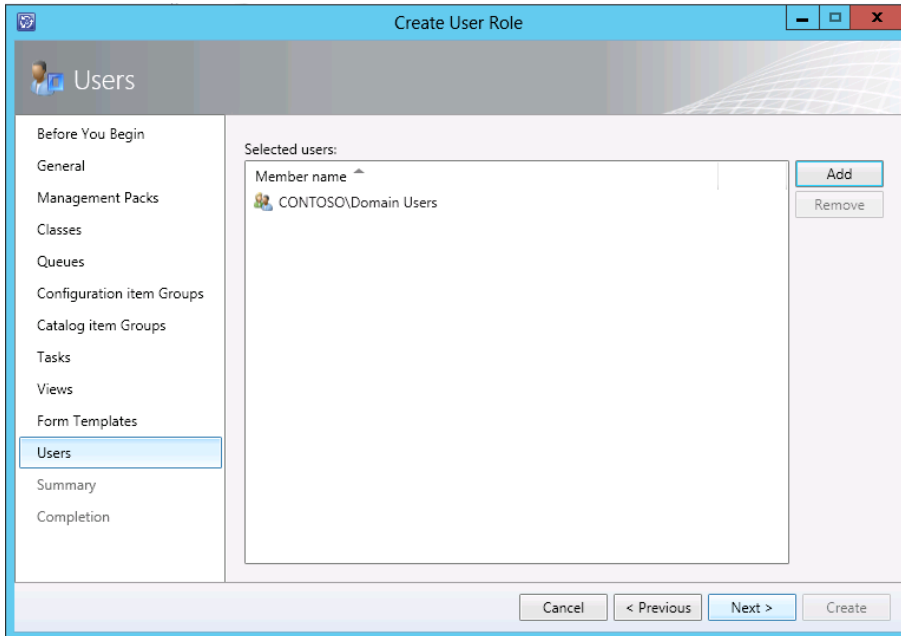 Create User Role
Users
Before You Begin
General
Management Packs
Classes
Queues
Configuration item Groups
Catalog item Groups
Tasks
Views
Form Templates
Users
Summary
Completion
Selected users:
Member name
CONTOSO\Domain Users
Add
Remove
Cancel
< Previous
Next >
Create